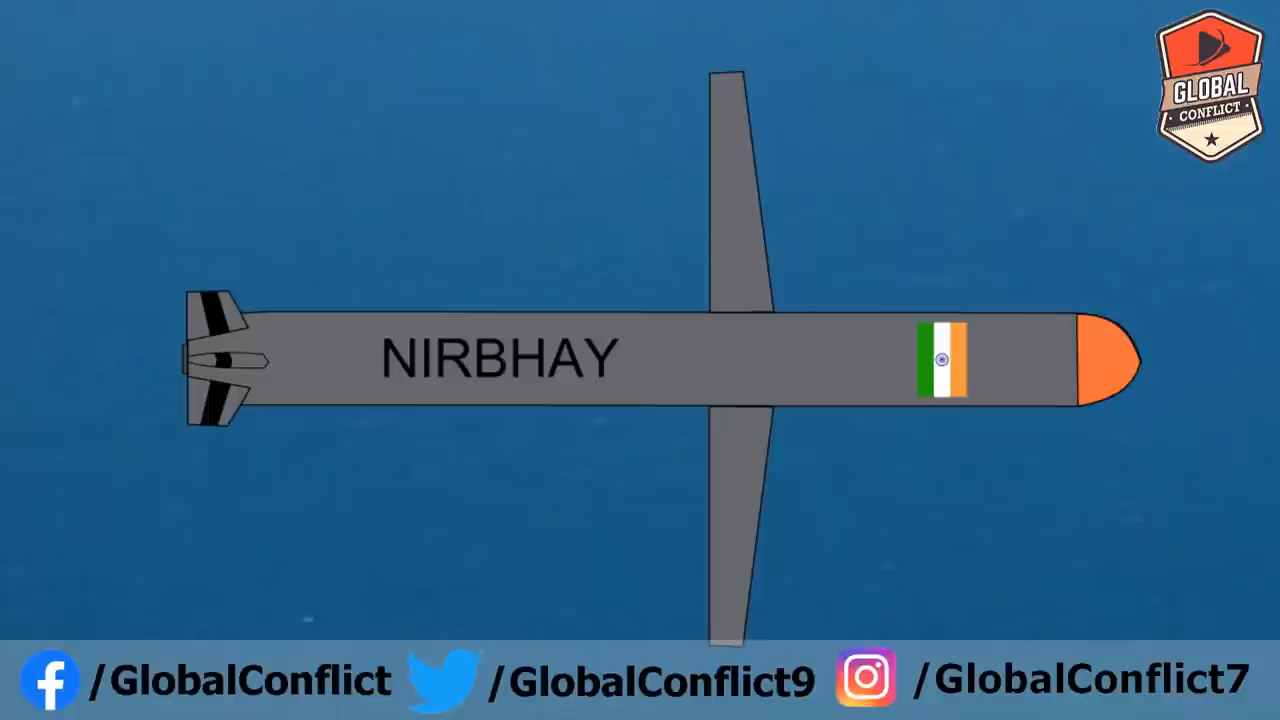 GLOBAL
· CONFLICT ·
NIRBHAY
/GlobalConflict
/GlobalConflict9
/GlobalConflict7